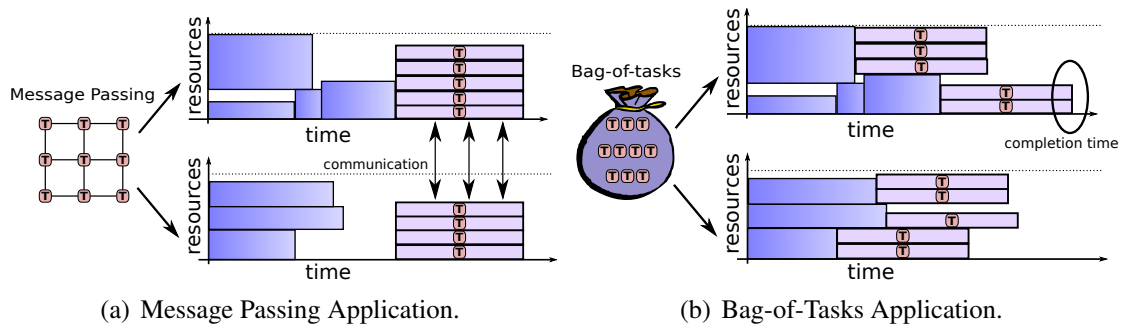 Message Passing
T T T
T T T
T T T
resources
time
T
T
T
T
T
communication
resources
time
T
T
T
T
(a) Message Passing Application.
Bag-of-tasks
T T T
T T T T
T T T
resources
time
T
T
T
T
T
completion time
resources
time
T
T
T
T
T
(b) Bag-of-Tasks Application.